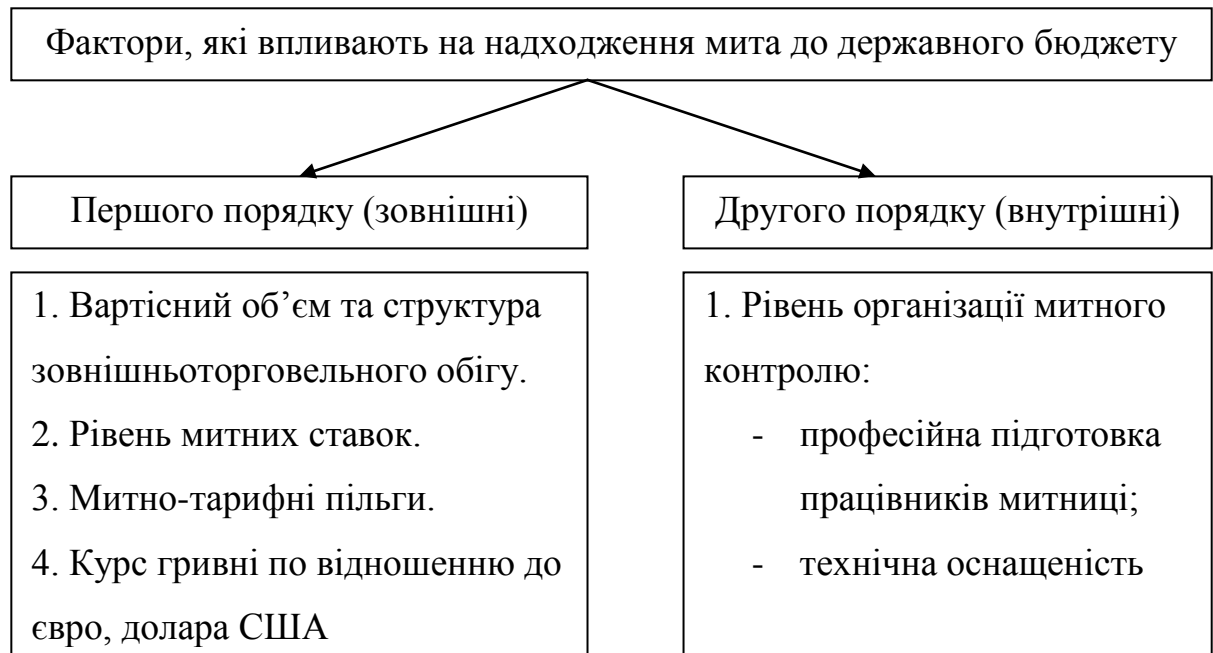 Фактори, які впливають на надходження мита до державного бюджету
Першого порядку (зовнішні)
Другого порядку (внутрішні)
1. Вартісний об’єм та структура
зовнішньоторговельного обігу.
2. Рівень митних ставок.
3. Митно-тарифні пільги.
4. Курс гривні по відношенню до
євро, долара США
1. Рівень організації митного
контролю:
- професійна підготовка
працівників митниці;
- технічна оснащеність